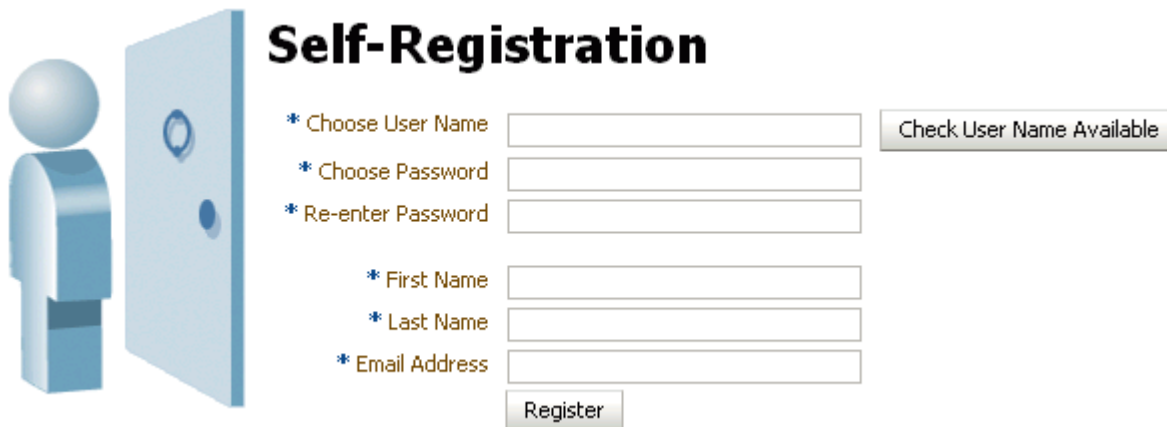 Self-Registration
* Choose User Name Check User Name Available
* Choose Password
* Re-enter Password
* First Name
* Last Name
* Email Address
Register